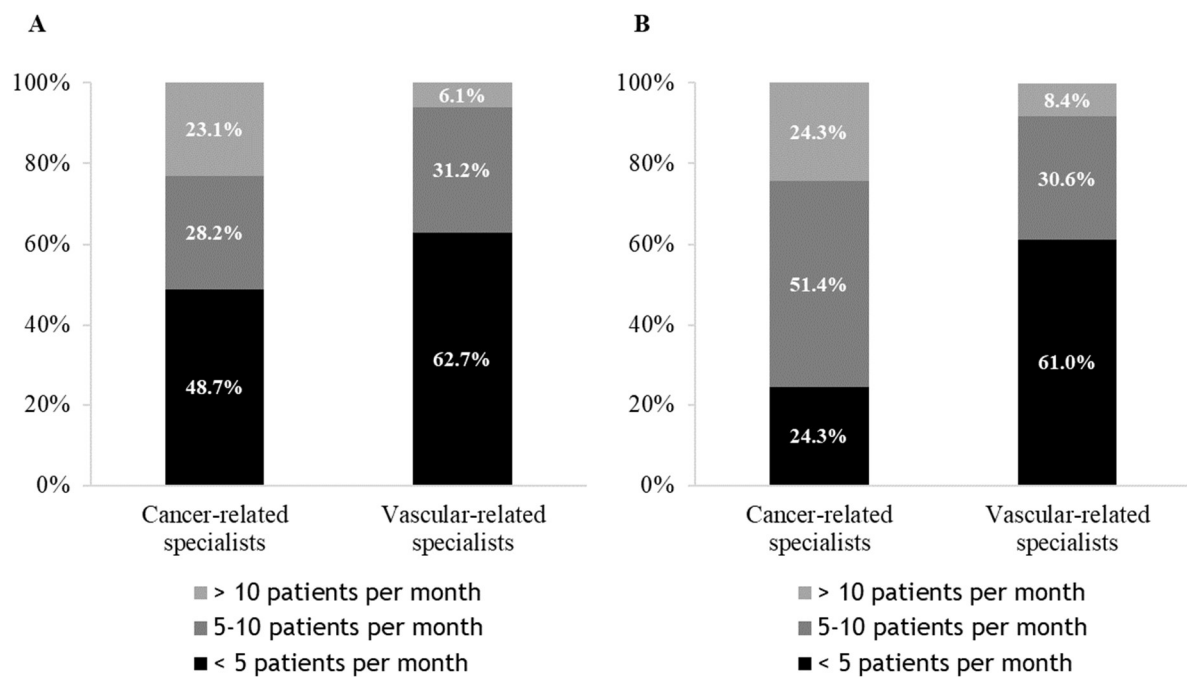 A
100%
80%
60%
40%
20%
0%
23.1%
28.2%
48.7%
6.1%
31.2%
62.7%
Cancer-related
specialists
Vascular-related
specialists
> 10 patients per month
5-10 patients per month
< 5 patients per month
B
100%
80%
60%
40%
20%
0%
24.3%
51.4%
24.3%
8.4%
30.6%
61.0%
Cancer-related
specialists
Vascular-related
specialists
> 10 patients per month
5-10 patients per month
< 5 patients per month